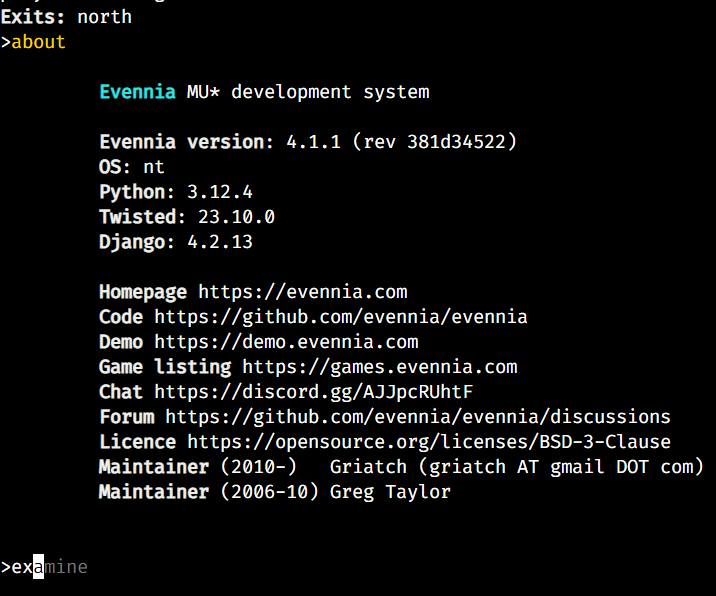 Exits: north
>about
Evennia MU* development system
Evennia version: 4.1.1 (rev 381d34522)
OS: nt
Python: 3.12.4
Twisted: 23.10.0
Django: 4.2.13
Homepage https://evennia.com
Code https://github.com/evennia/evennia
Demo https://demo.evennia.com
Game listing https://games.evennia.com
Chat https://discord.gg/AJJpcRUhtF
Forum https://github.com/evennia/evennia/discussions
Licence https://opensource.org/licenses/BSD-3-Clause
Maintainer (2010-) Griatch (griatch AT gmail DOT com)
Maintainer (2006-10) Greg Taylor
>examine